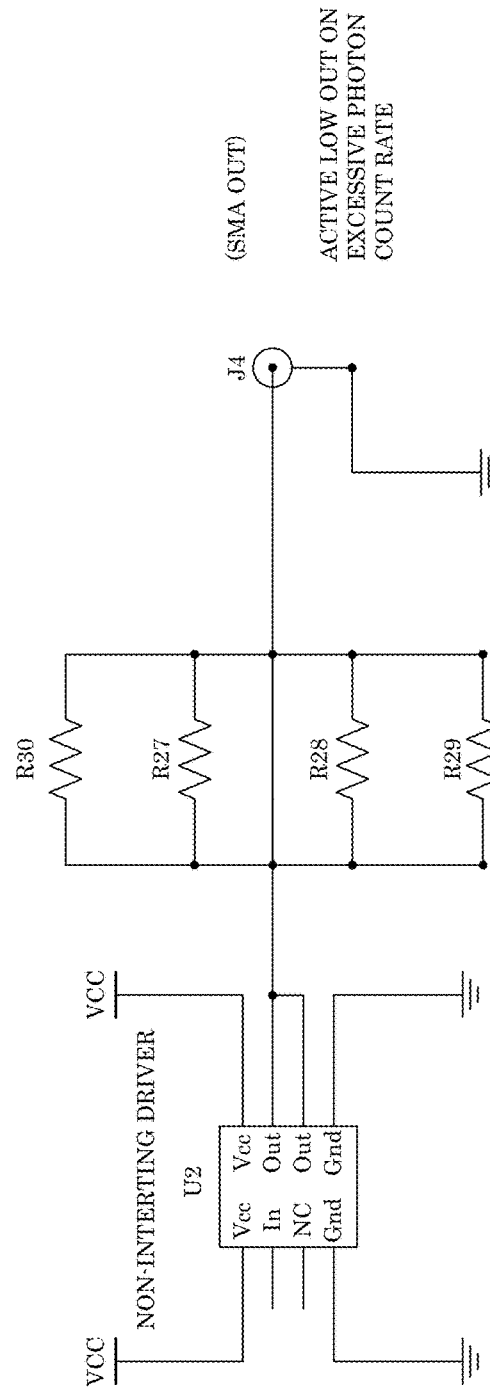 VCC
VCC
NON-INTERTING DRIVER
U2
Vcc Vcc
In Out
NC Out
Gnd Gnd
R30
R27
R28
R29
J4
(SMA OUT)
ACTIVE LOW OUT ON
EXCESSIVE PHOTON
COUNT RATE